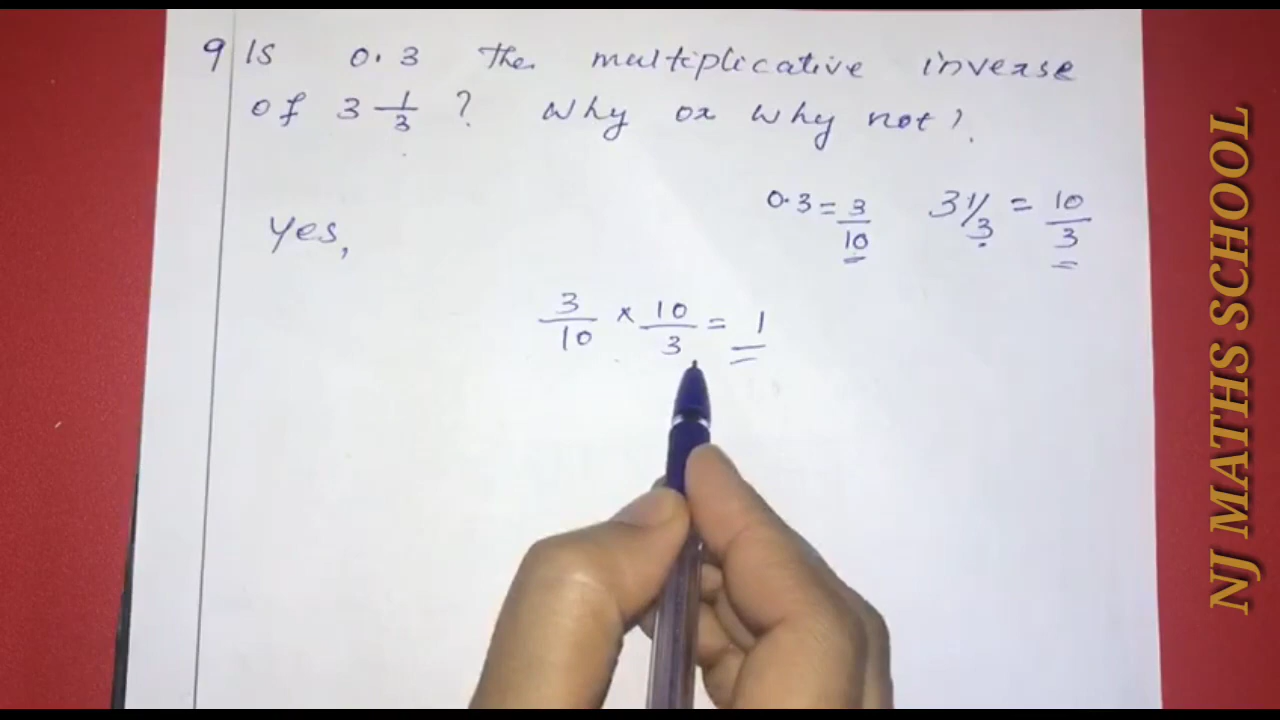 9 Is 0.3 the multiplicative inverse
of 3 1/3 ? Why or why not?
0.3 = 3/10 3 1/3 = 10/3
Yes,
3/10 × 10/3 = 1
NJ MATHS SCHOOL